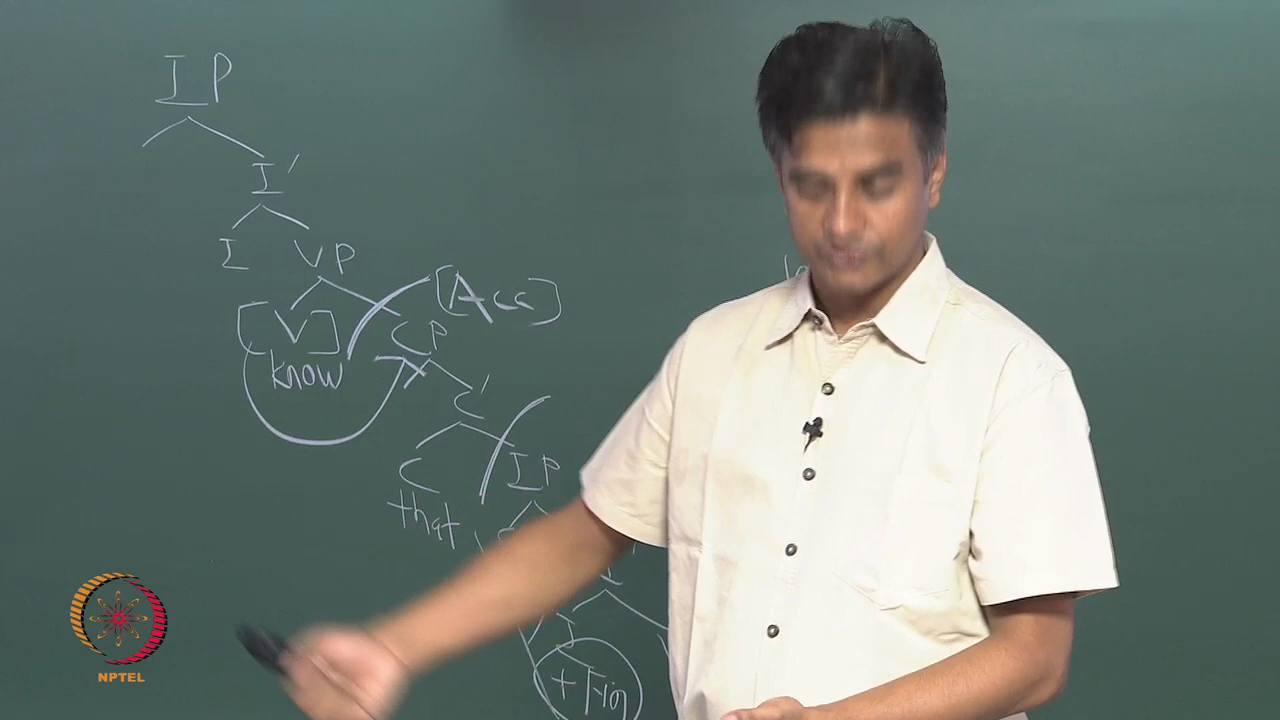 IP
I'
I VP
[V] [Acc]
know CP
C'
C IP
that
I
+Fin
NPTEL